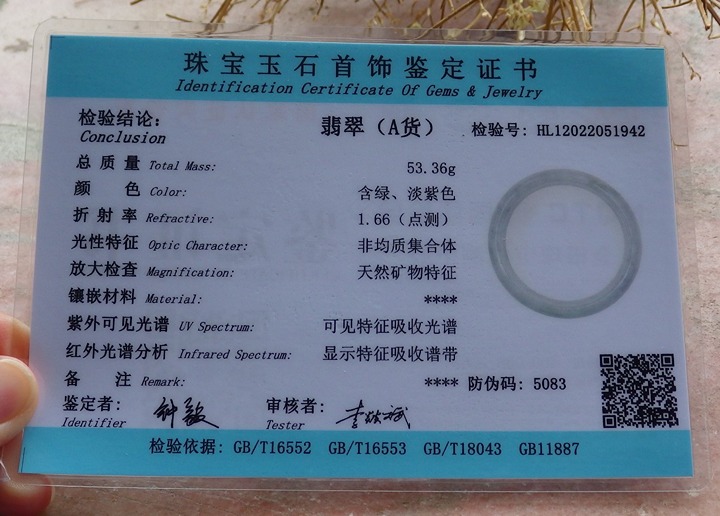 珠宝玉石首饰鉴定证书
Identification Certificate Of Gems & Jewelry
检验结论: 翡翠（A货） 检验号: HL12022051942
Conclusion
总质量 Total Mass: 53.36g
颜色 Color: 含绿、淡紫色
折射率 Refractive: 1.66（点测）
光性特征 Optic Character: 非均质集合体
放大检查 Magnification: 天然矿物特征
镶嵌材料 Material: ****
紫外可见光谱 UV Spectrum: 可见特征吸收光谱
红外光谱分析 Infrared Spectrum: 显示特征吸收谱带
备注 Remark: **** 防伪码: 5083
鉴定者: 审核者:
Identifier Tester
检验依据: GB/T16552 GB/T16553 GB/T18043 GB11887